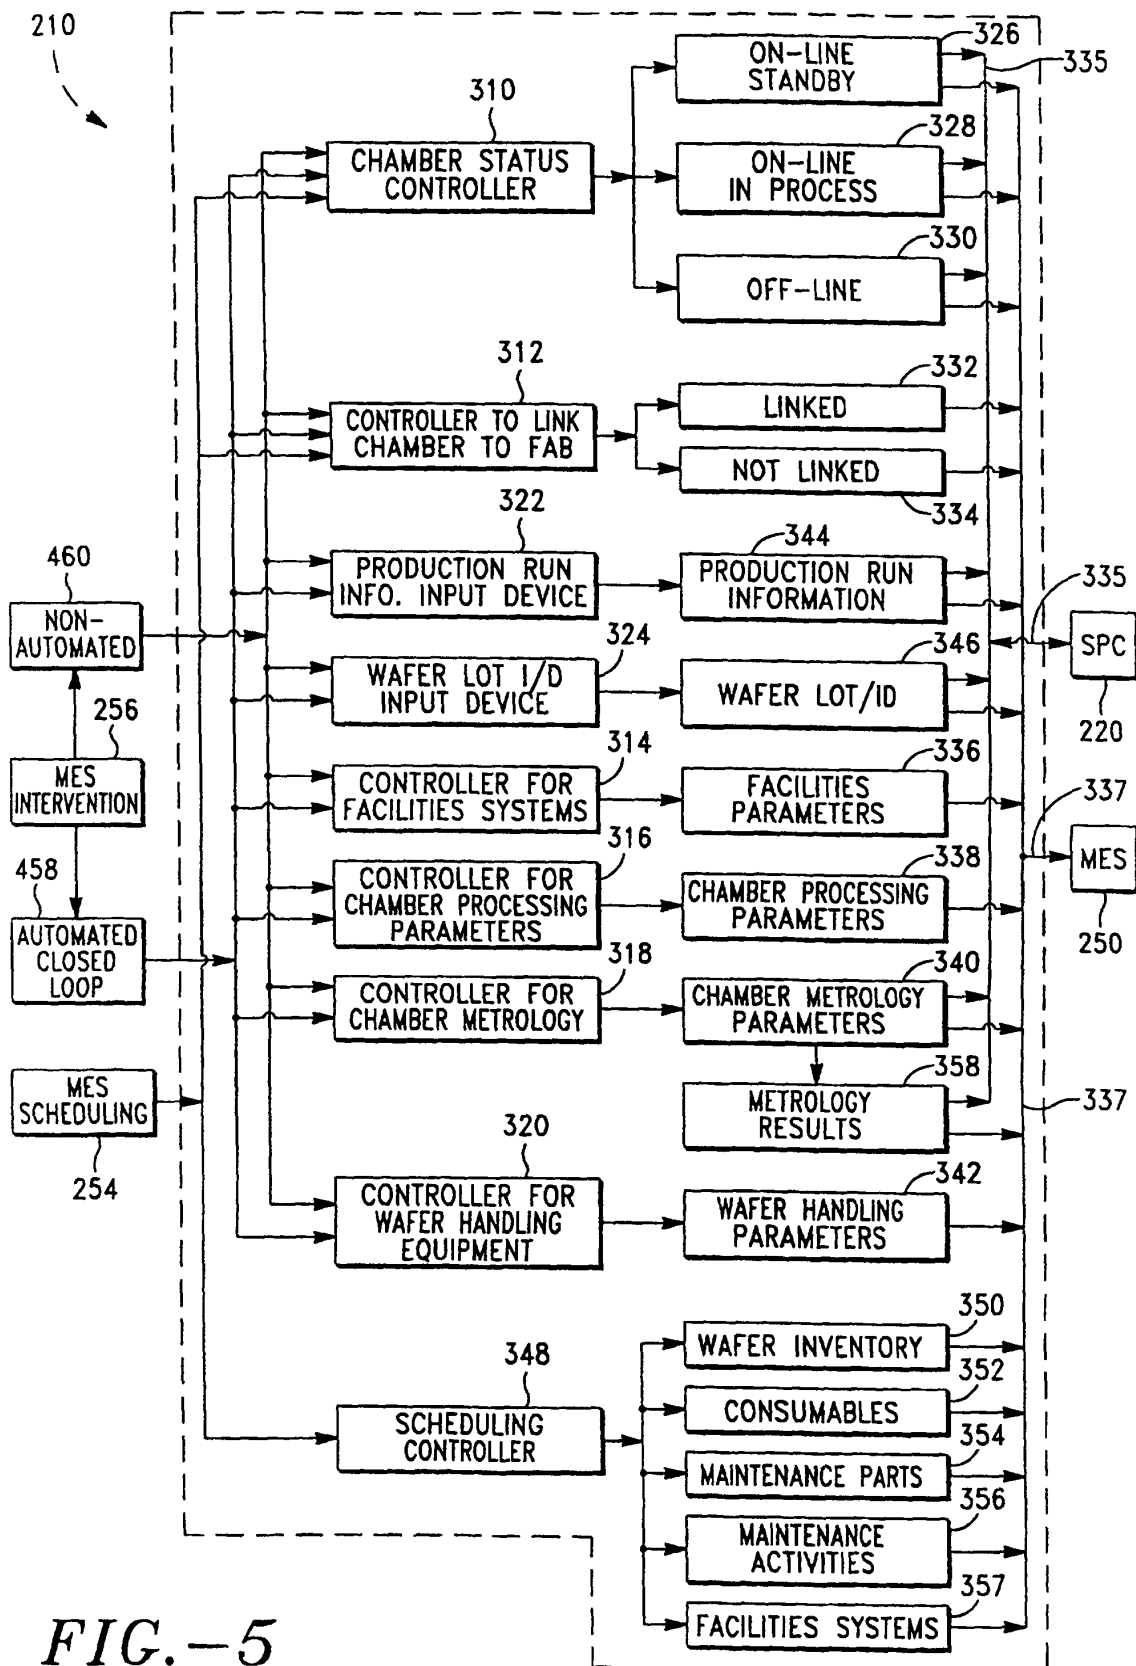 210
326
ON-LINE
STANDBY
335
310
CHAMBER STATUS
CONTROLLER
328
ON-LINE
IN PROCESS
330
OFF-LINE
312
CONTROLLER TO LINK
CHAMBER TO FAB
332
LINKED
NOT LINKED
334
322
PRODUCTION RUN
INFO. INPUT DEVICE
344
PRODUCTION RUN
INFORMATION
460
NON-
AUTOMATED
335
SPC
220
324
WAFER LOT I/D
INPUT DEVICE
346
WAFER LOT/ID
256
MES
INTERVENTION
314
CONTROLLER FOR
FACILITIES SYSTEMS
336
FACILITIES
PARAMETERS
337
MES
250
316
CONTROLLER FOR
CHAMBER PROCESSING
PARAMETERS
338
CHAMBER PROCESSING
PARAMETERS
458
AUTOMATED
CLOSED
LOOP
318
CONTROLLER FOR
CHAMBER METROLOGY
340
CHAMBER METROLOGY
PARAMETERS
358
METROLOGY
RESULTS
337
MES
SCHEDULING
254
320
CONTROLLER FOR
WAFER HANDLING
EQUIPMENT
342
WAFER HANDLING
PARAMETERS
348
SCHEDULING
CONTROLLER
350
WAFER INVENTORY
352
CONSUMABLES
354
MAINTENANCE PARTS
356
MAINTENANCE
ACTIVITIES
357
FACILITIES SYSTEMS
FIG.-5